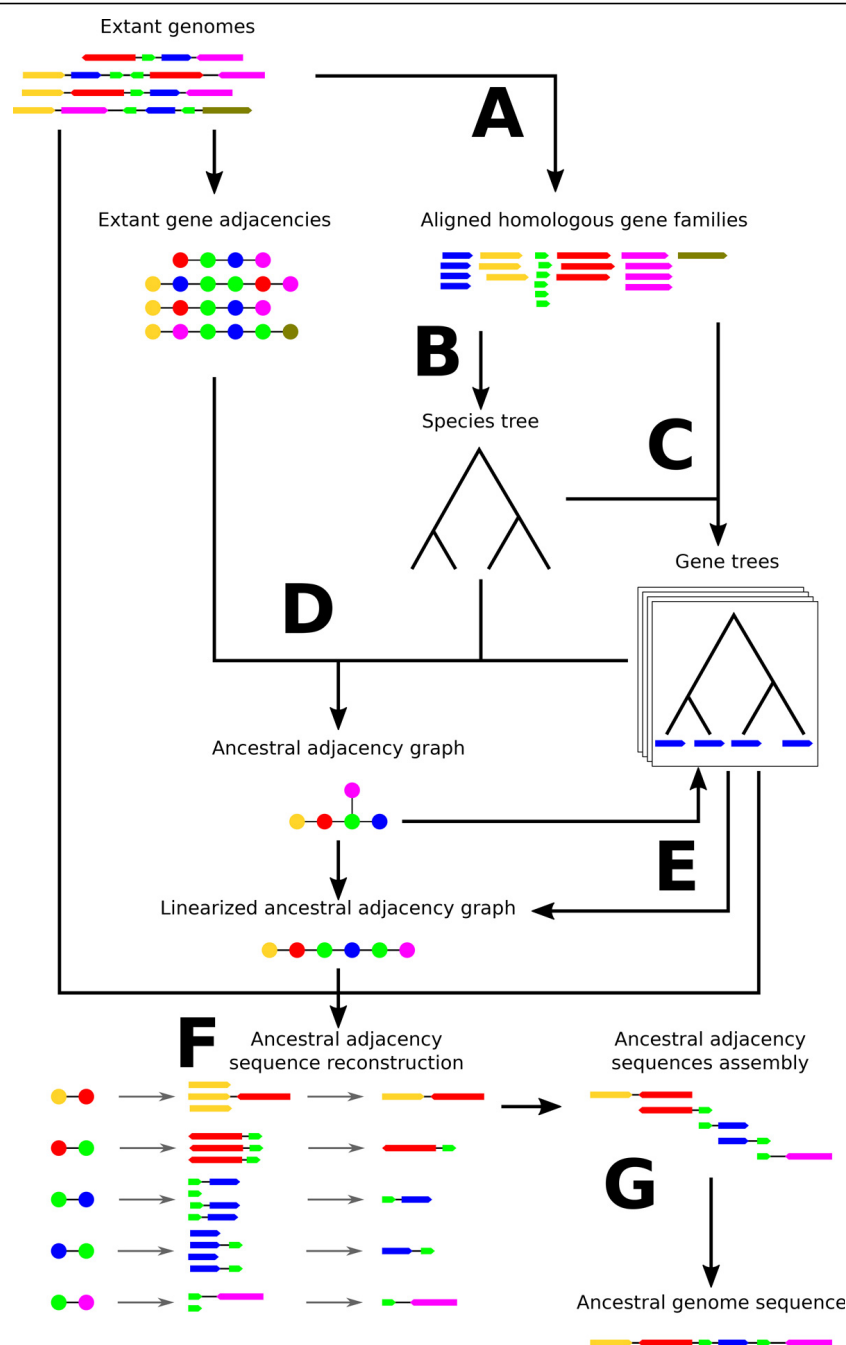 Extant genomes
A
Extant gene adjacencies
Aligned homologous gene families
B
Species tree
C
Gene trees
D
Ancestral adjacency graph
E
Linearized ancestral adjacency graph
F
Ancestral adjacency
sequence reconstruction
Ancestral adjacency
sequences assembly
G
Ancestral genome sequence